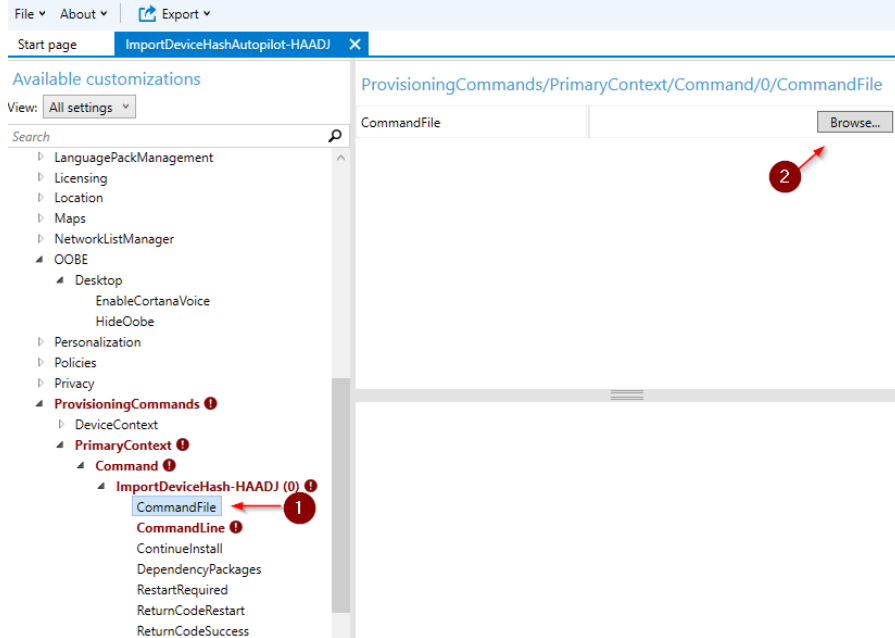 File About Export
Start page ImportDeviceHashAutopilot-HAADJ X
Available customizations
View: All settings
Search
LanguagePackManagement
Licensing
Location
Maps
NetworkListManager
OOBE
Desktop
EnableCortanaVoice
HideOobe
Personalization
Policies
Privacy
ProvisioningCommands !
DeviceContext
PrimaryContext !
Command !
ImportDeviceHash-HAADJ (0) !
CommandFile 1
CommandLine !
ContinueInstall
DependencyPackages
RestartRequired
ReturnCodeRestart
ReturnCodeSuccess
ProvisioningCommands/PrimaryContext/Command/0/CommandFile
CommandFile Browse...
2